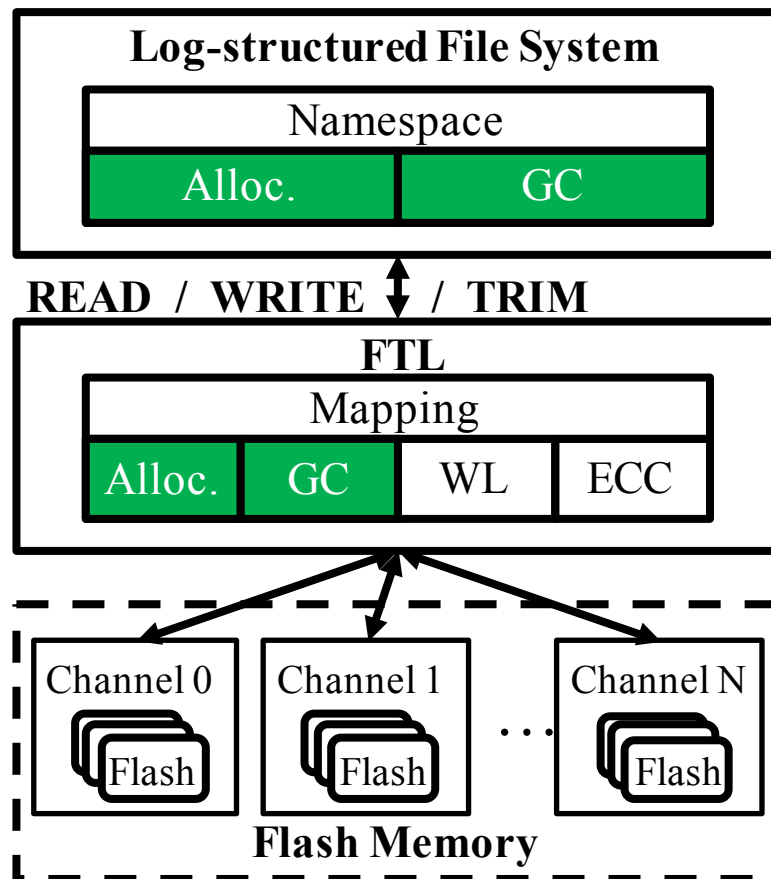 Log-structured File System
Namespace
Alloc. GC
READ / WRITE / TRIM
FTL
Mapping
Alloc. GC WL ECC
Channel 0 Channel 1 Channel N
Flash Flash ... Flash
Flash Memory